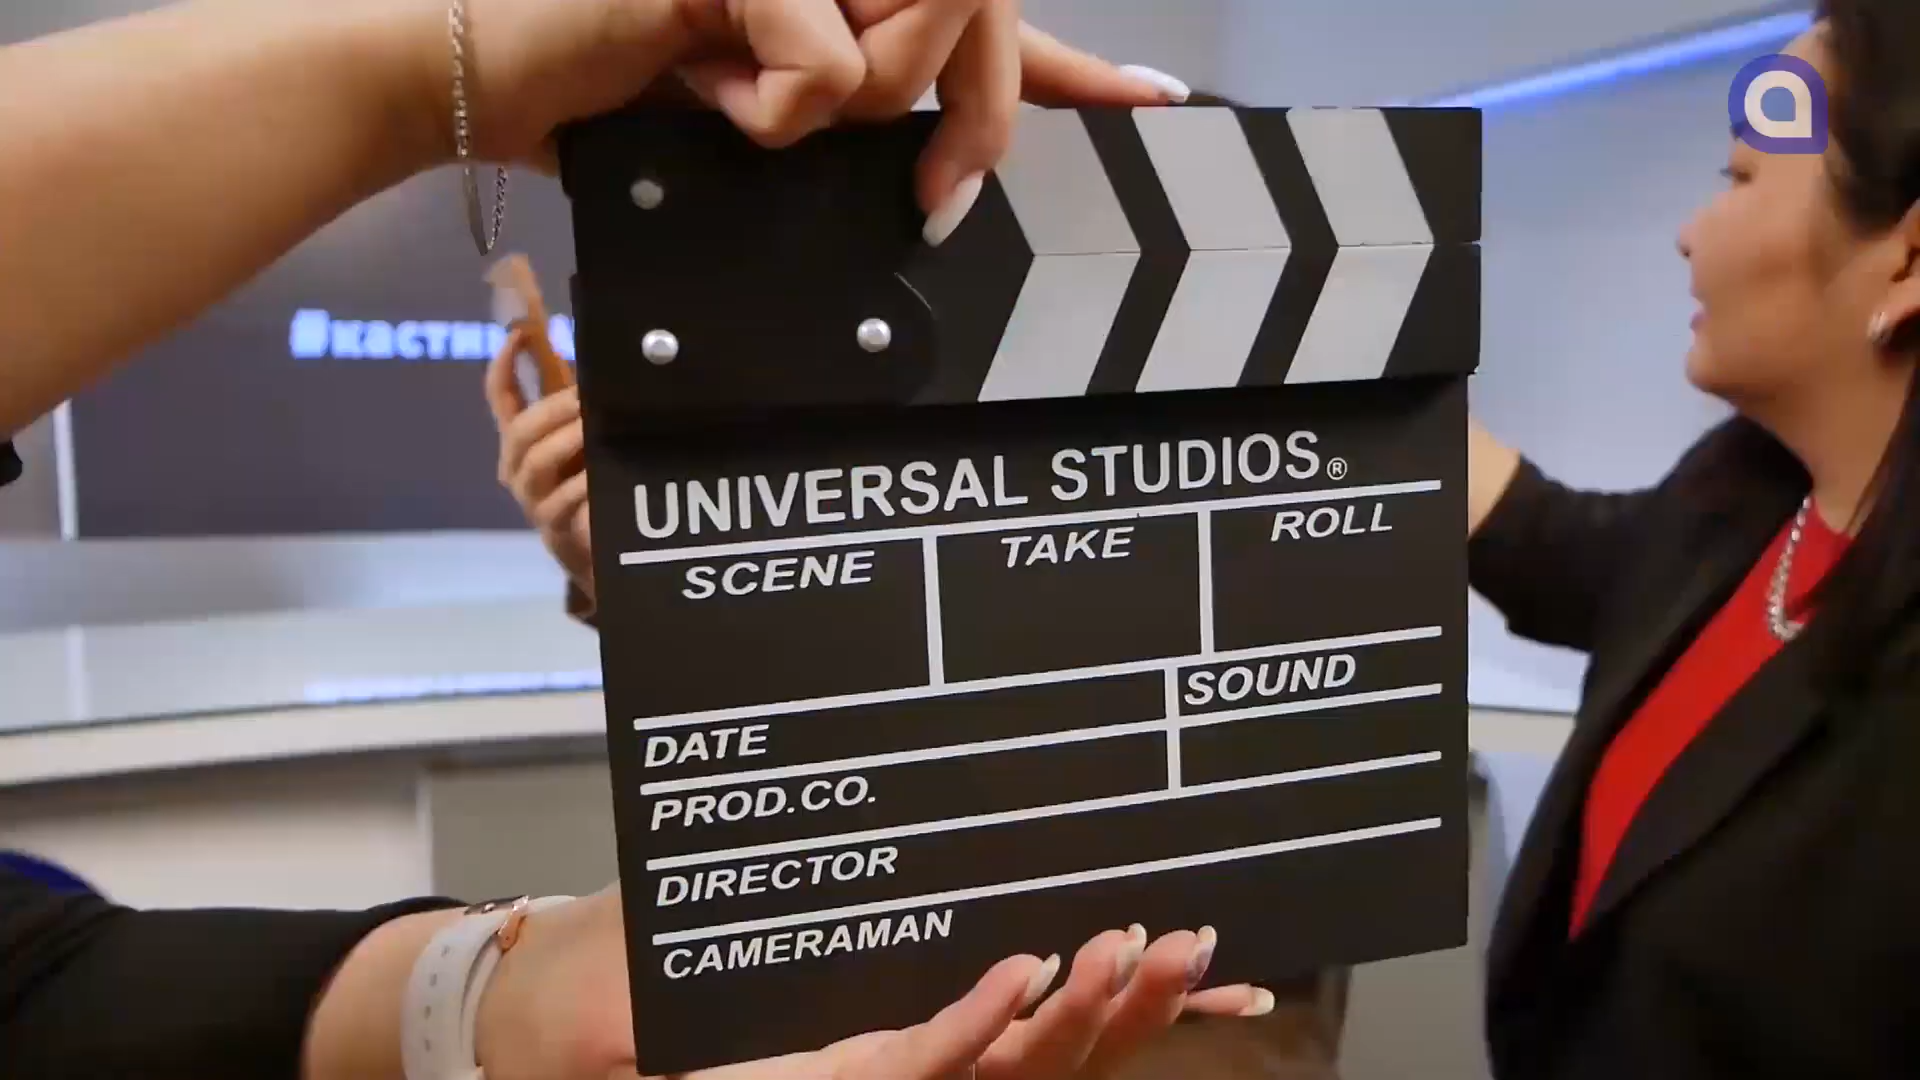 UNIVERSAL STUDIOS®
SCENE TAKE ROLL
SOUND
DATE
PROD.CO.
DIRECTOR
CAMERAMAN